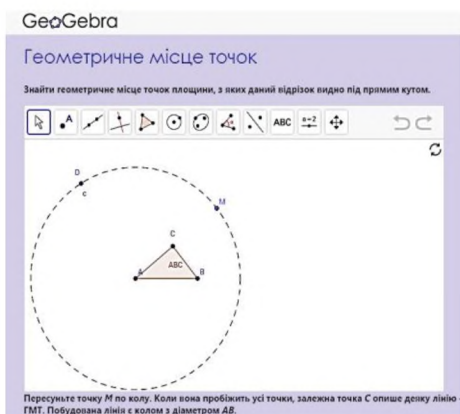 GeoGebra
Геометричне місце точок
Знайти геометричне місце точок площини, з яких даний відрізок видно під прямим кутом.
A
ABC
a=2
D
c
M
C
ABC
A
B
Пересуньте точку M по колу. Коли вона пробіжить усі точки, залежна точка C опише деяку лінію -
ГМТ. Побудована лінія є колом з діаметром AB.